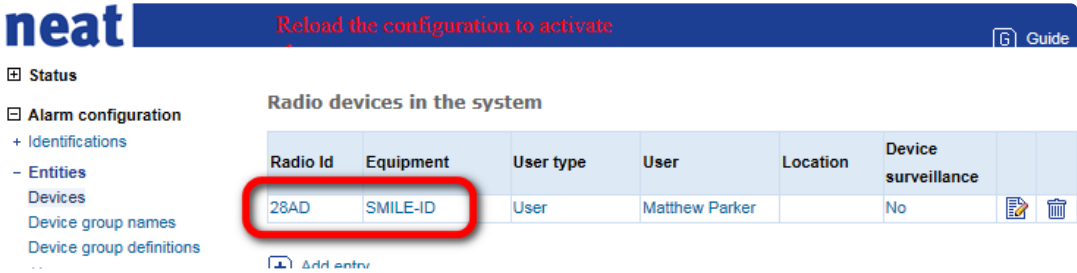 neat
Reload the configuration to activate
G Guide
Status
Alarm configuration
+ Identifications
- Entities
Devices
Device group names
Device group definitions
Radio devices in the system
Radio Id Equipment User type User Location Device surveillance
28AD SMILE-ID User Matthew Parker No
Add entry